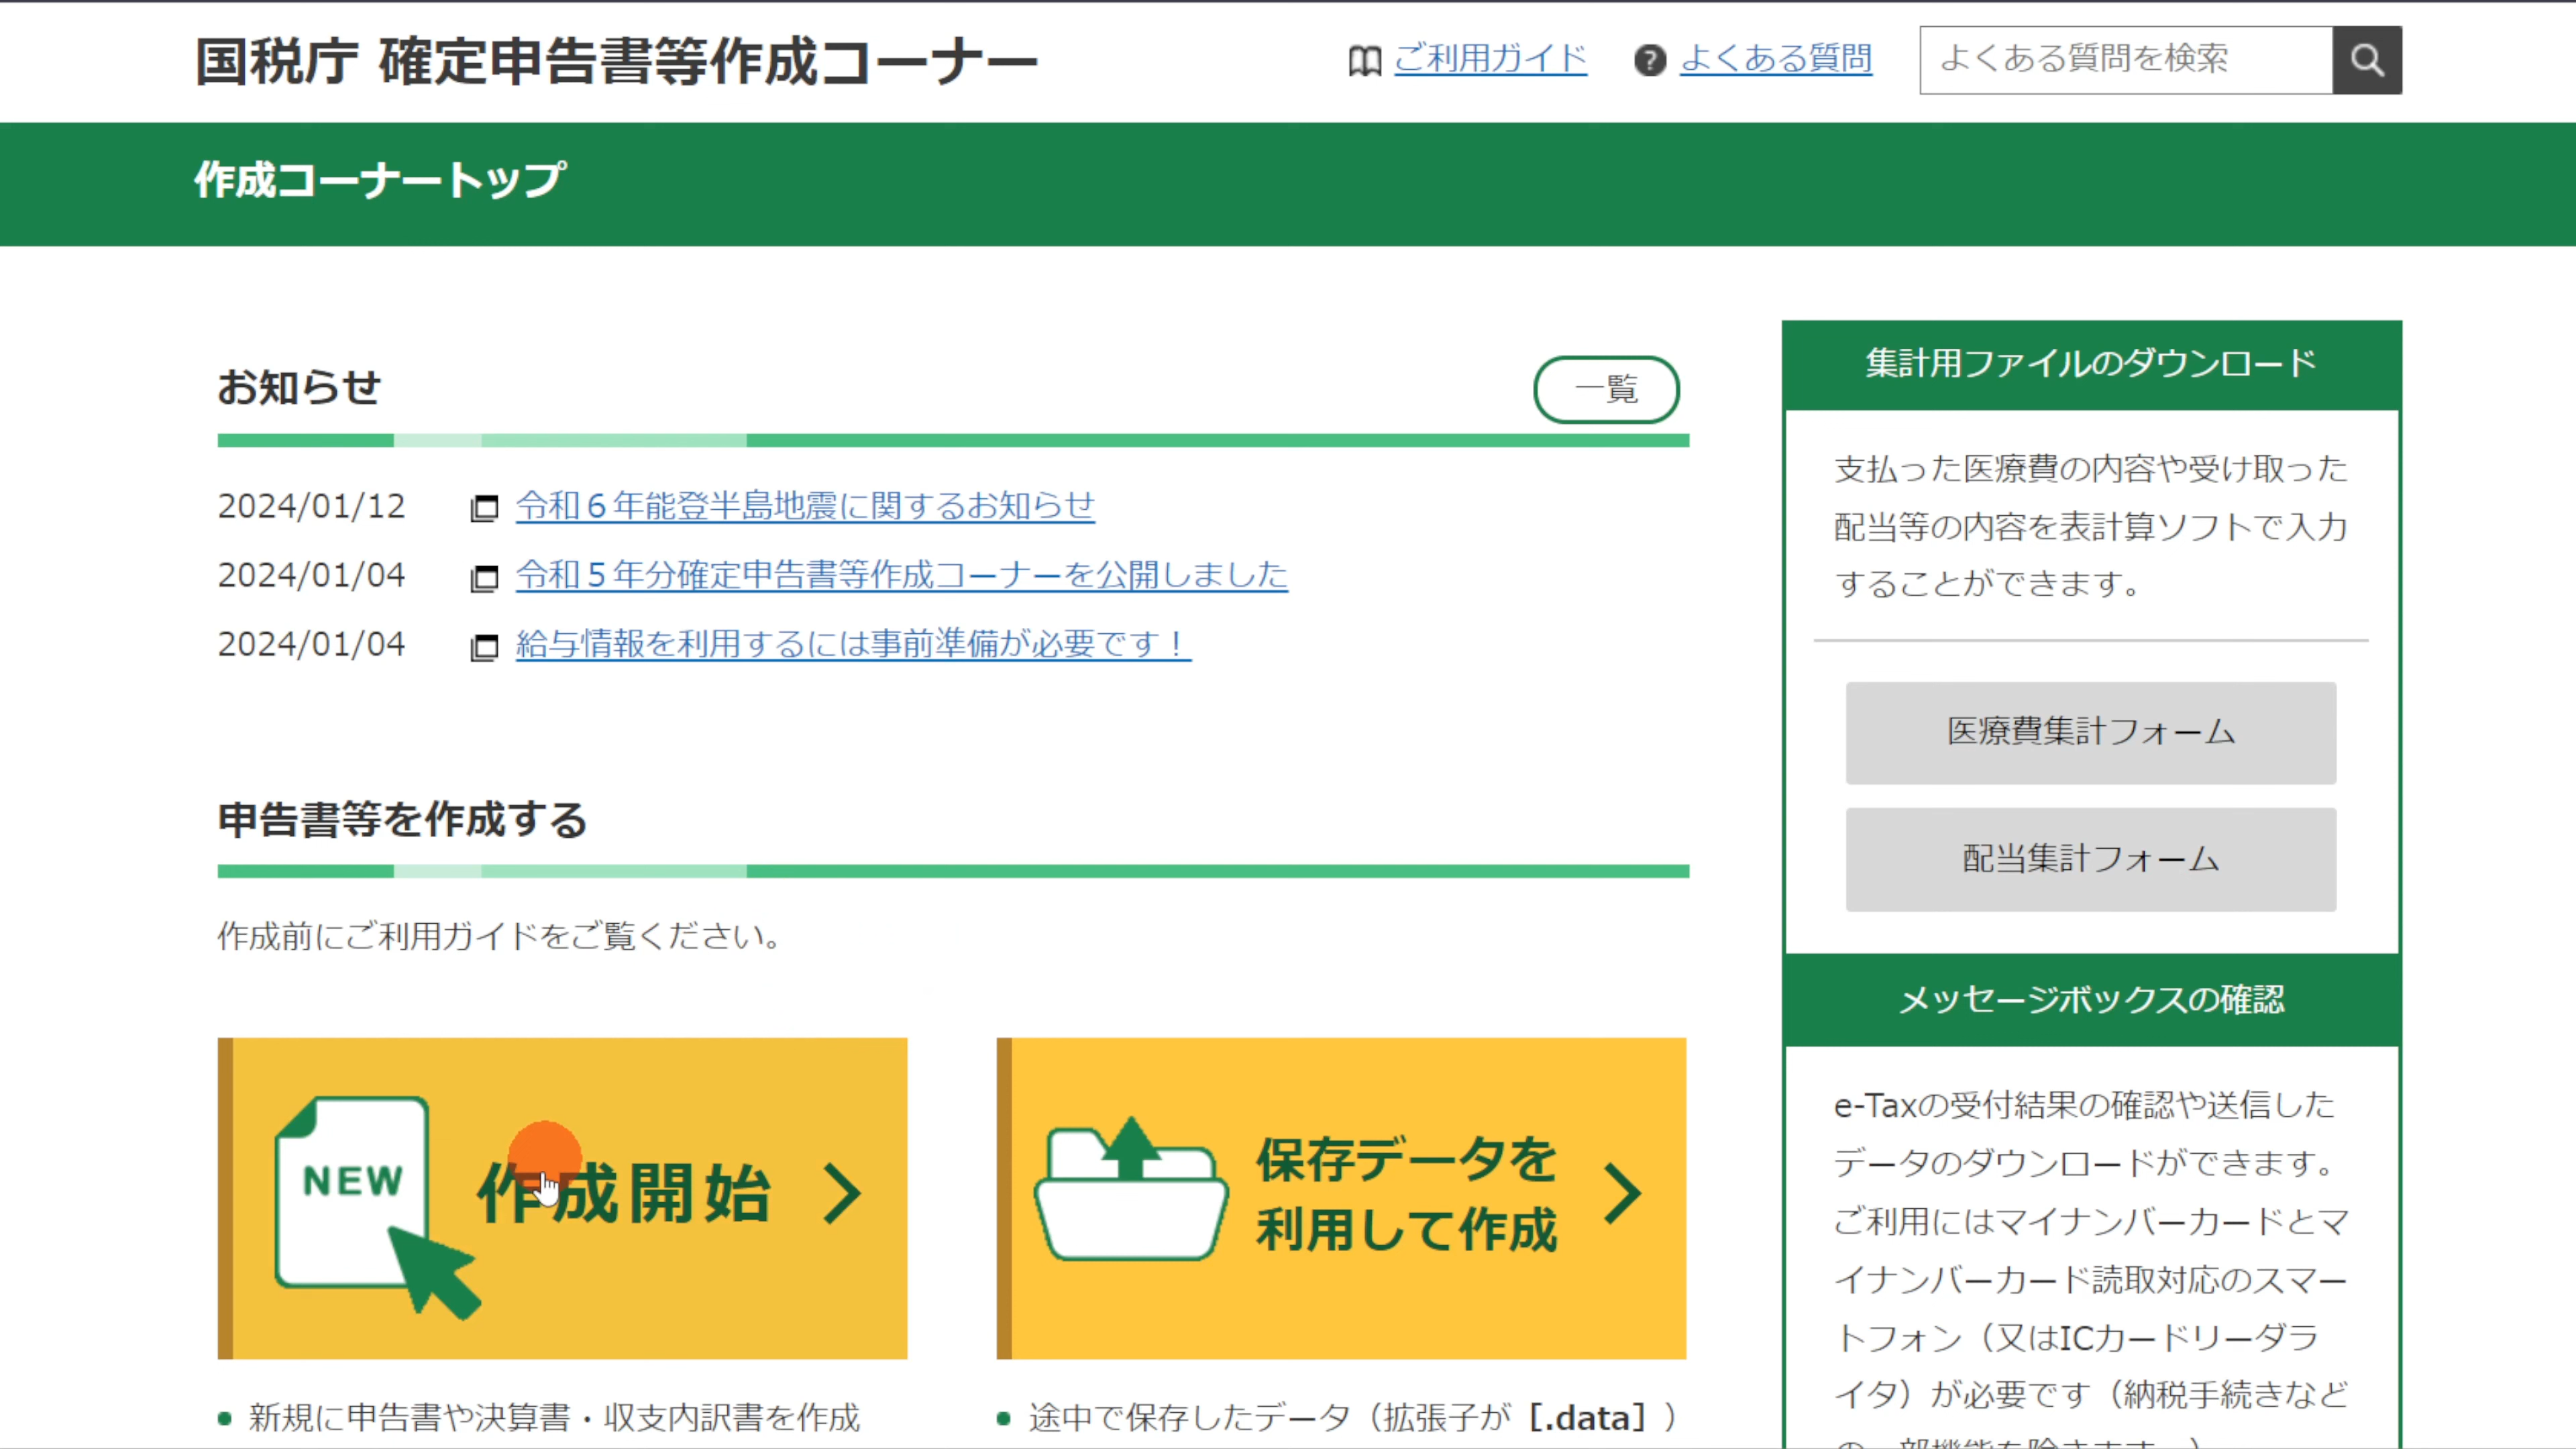 国税庁 確定申告書等作成コーナー
ご利用ガイド
よくある質問
よくある質問を検索
作成コーナートップ
お知らせ
一覧
2024/01/12 令和６年能登半島地震に関するお知らせ
2024/01/04 令和５年分確定申告書等作成コーナーを公開しました
2024/01/04 給与情報を利用するには事前準備が必要です！
申告書等を作成する
作成前にご利用ガイドをご覧ください。
NEW
作成開始
保存データを
利用して作成
新規に申告書や決算書・収支内訳書を作成
途中で保存したデータ（拡張子が［.data］）
集計用ファイルのダウンロード
支払った医療費の内容や受け取った
配当等の内容を表計算ソフトで入力
することができます。
医療費集計フォーム
配当集計フォーム
メッセージボックスの確認
e-Taxの受付結果の確認や送信した
データのダウンロードができます。
ご利用にはマイナンバーカードとマ
イナンバーカード読取対応のスマー
トフォン（又はICカードリーダラ
イタ）が必要です（納税手続きなど